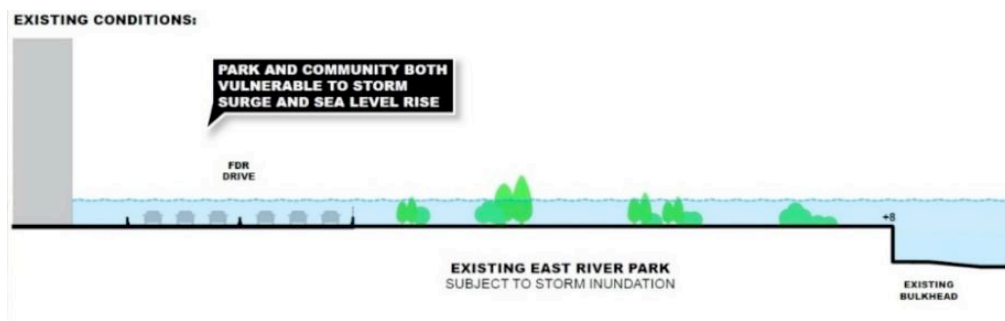 EXISTING CONDITIONS:
PARK AND COMMUNITY BOTH
VULNERABLE TO STORM
SURGE AND SEA LEVEL RISE
FDR
DRIVE
+8
EXISTING EAST RIVER PARK
SUBJECT TO STORM INUNDATION
EXISTING
BULKHEAD